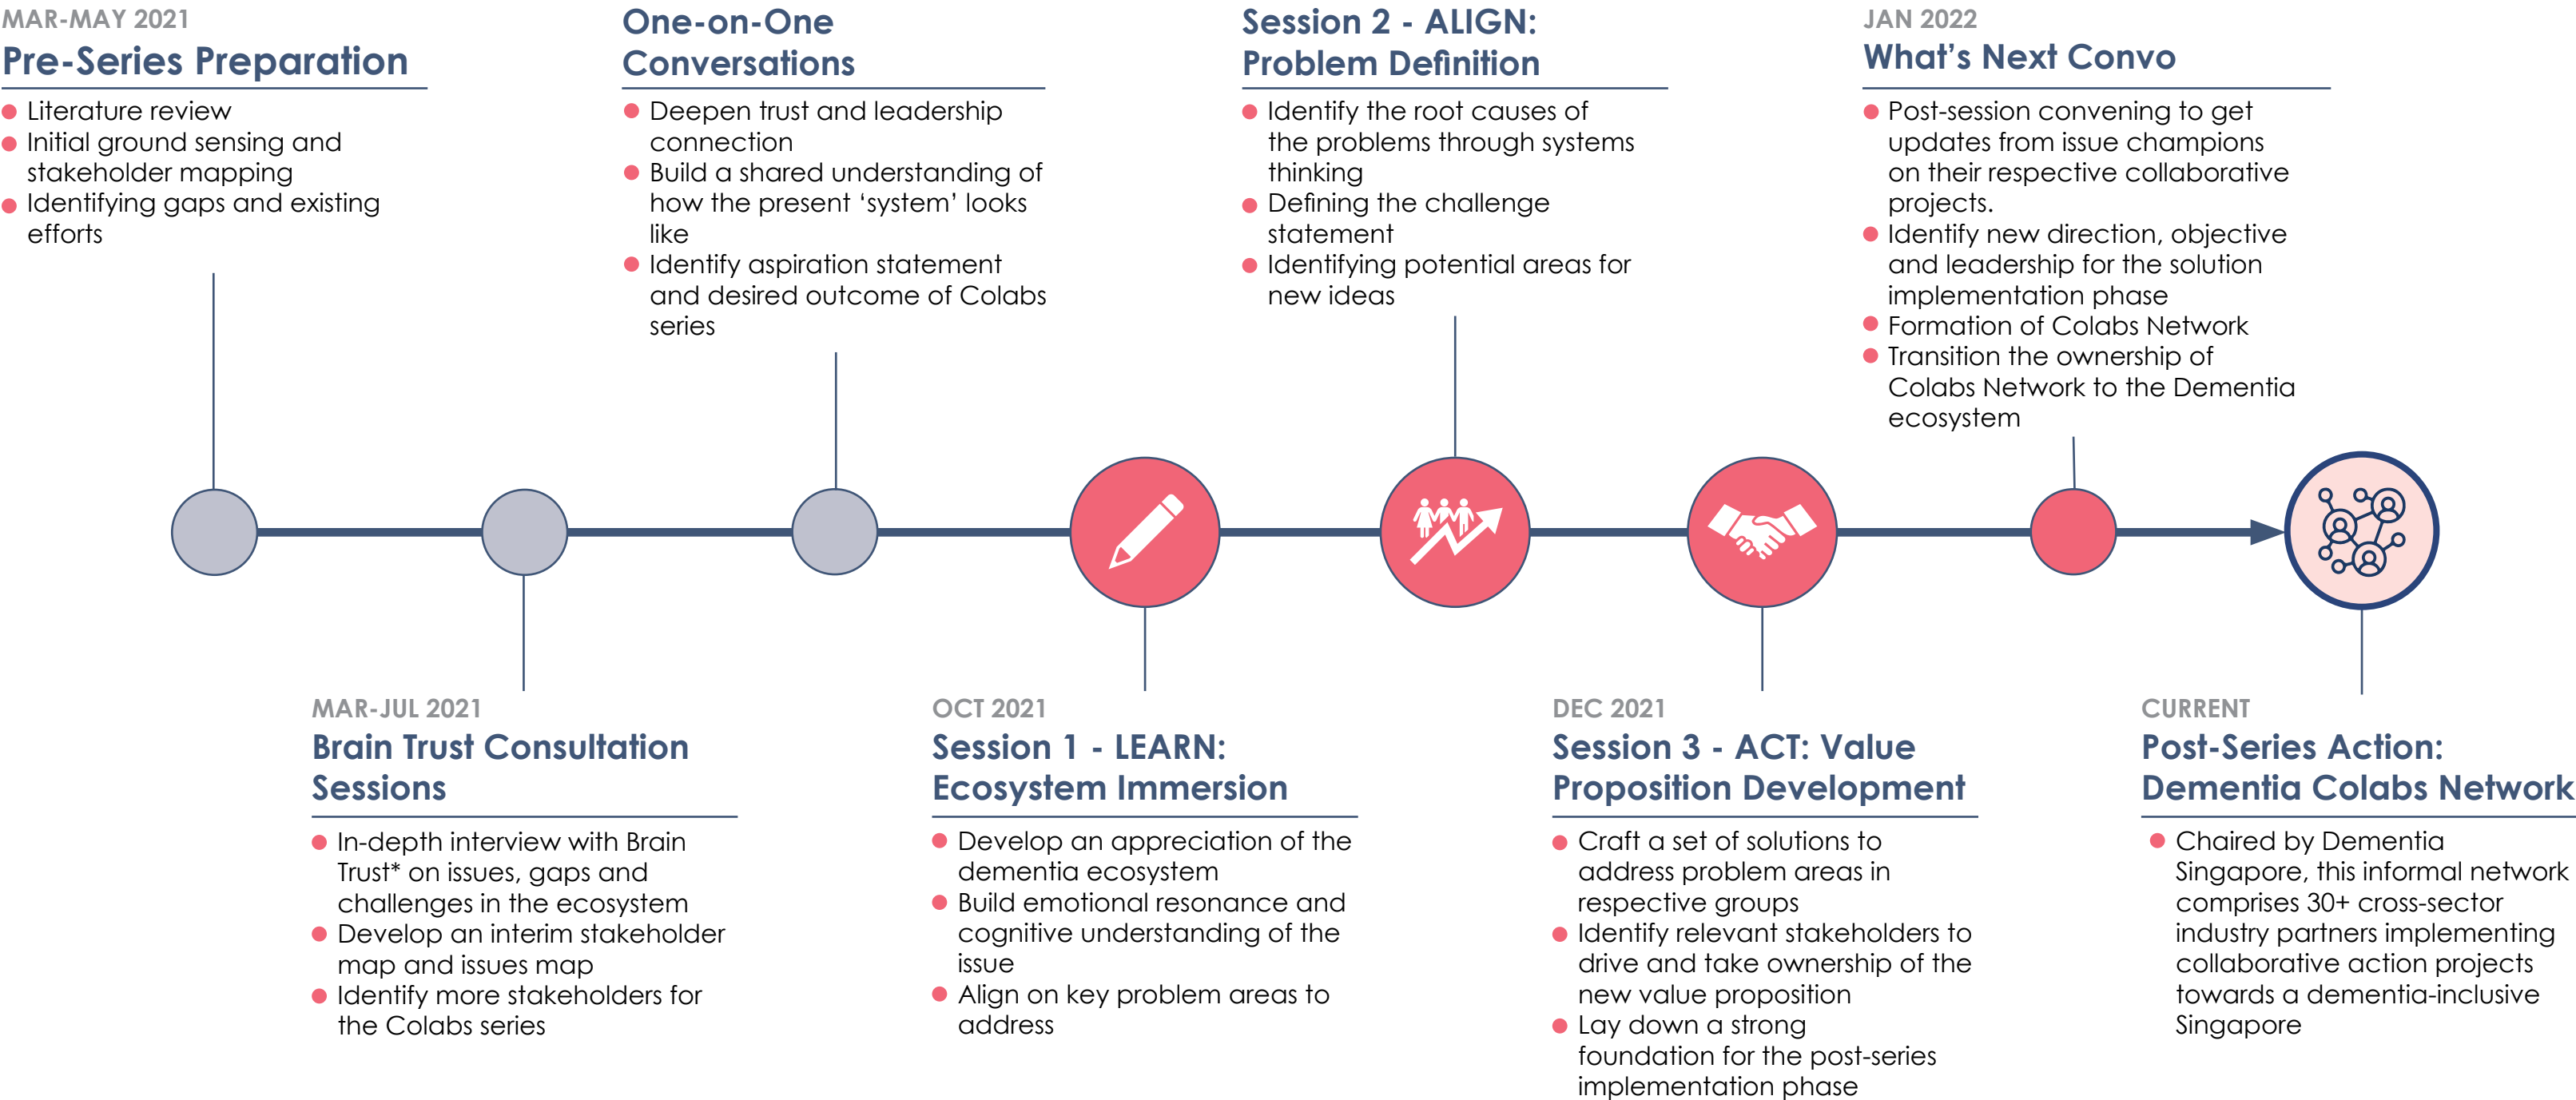 MAR-MAY 2021
Pre-Series Preparation
Literature review
Initial ground sensing and
stakeholder mapping
Identifying gaps and existing
efforts
One-on-One
Conversations
Deepen trust and leadership
connection
Build a shared understanding of
how the present ‘system’ looks
like
Identify aspiration statement
and desired outcome of Colabs
series
Session 2 - ALIGN:
Problem Definition
Identify the root causes of
the problems through systems
thinking
Defining the challenge
statement
Identifying potential areas for
new ideas
JAN 2022
What’s Next Convo
Post-session convening to get
updates from issue champions
on their respective collaborative
projects.
Identify new direction, objective
and leadership for the solution
implementation phase
Formation of Colabs Network
Transition the ownership of
Colabs Network to the Dementia
ecosystem
MAR-JUL 2021
Brain Trust Consultation
Sessions
In-depth interview with Brain
Trust* on issues, gaps and
challenges in the ecosystem
Develop an interim stakeholder
map and issues map
Identify more stakeholders for
the Colabs series
OCT 2021
Session 1 - LEARN:
Ecosystem Immersion
Develop an appreciation of the
dementia ecosystem
Build emotional resonance and
cognitive understanding of the
issue
Align on key problem areas to
address
DEC 2021
Session 3 - ACT: Value
Proposition Development
Craft a set of solutions to
address problem areas in
respective groups
Identify relevant stakeholders to
drive and take ownership of the
new value proposition
Lay down a strong
foundation for the post-series
implementation phase
CURRENT
Post-Series Action:
Dementia Colabs Network
Chaired by Dementia
Singapore, this informal network
comprises 30+ cross-sector
industry partners implementing
collaborative action projects
towards a dementia-inclusive
Singapore